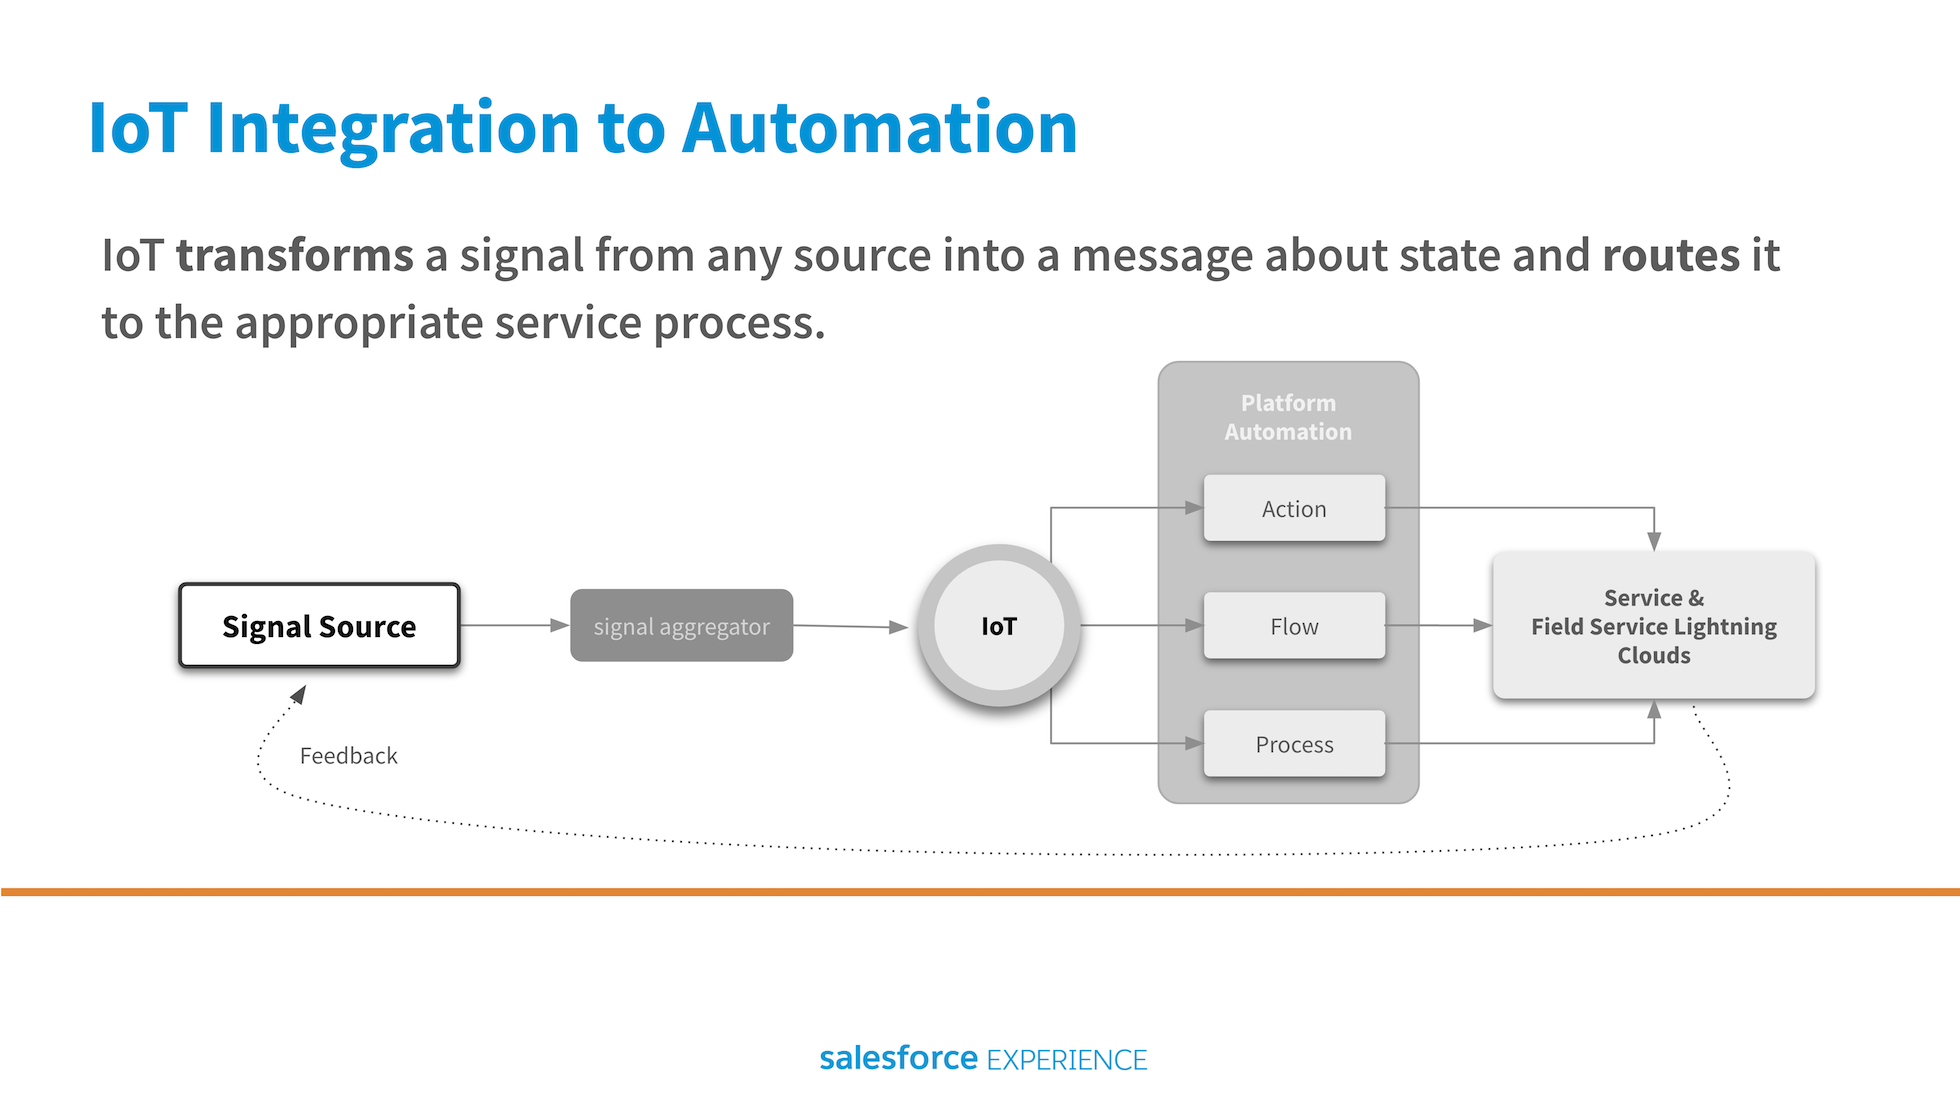 IoT Integration to Automation
IoT transforms a signal from any source into a message about state and routes it
to the appropriate service process.
Platform
Automation
Action
Signal Source
signal aggregator
IoT
Flow
Service &
Field Service Lightning
Clouds
Process
Feedback
salesforce EXPERIENCE